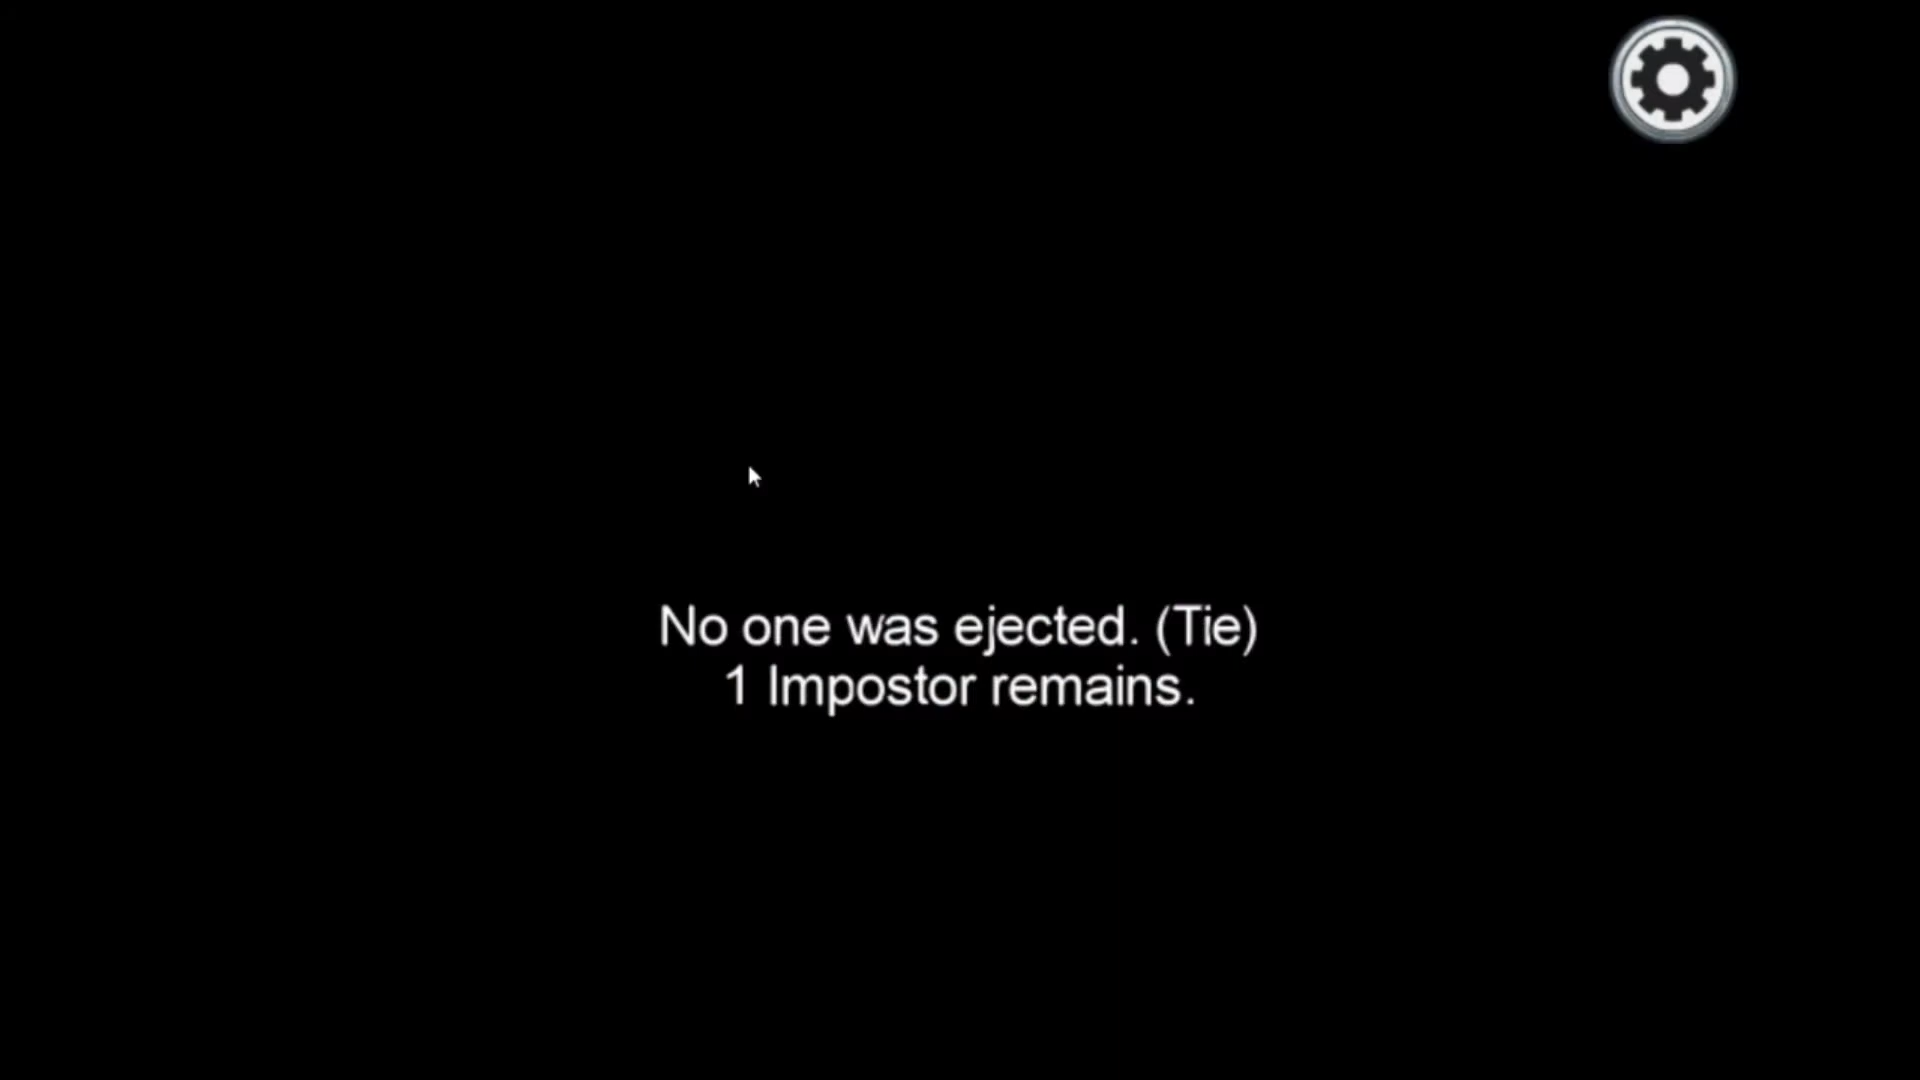 No one was ejected. (Tie)
1 Impostor remains.